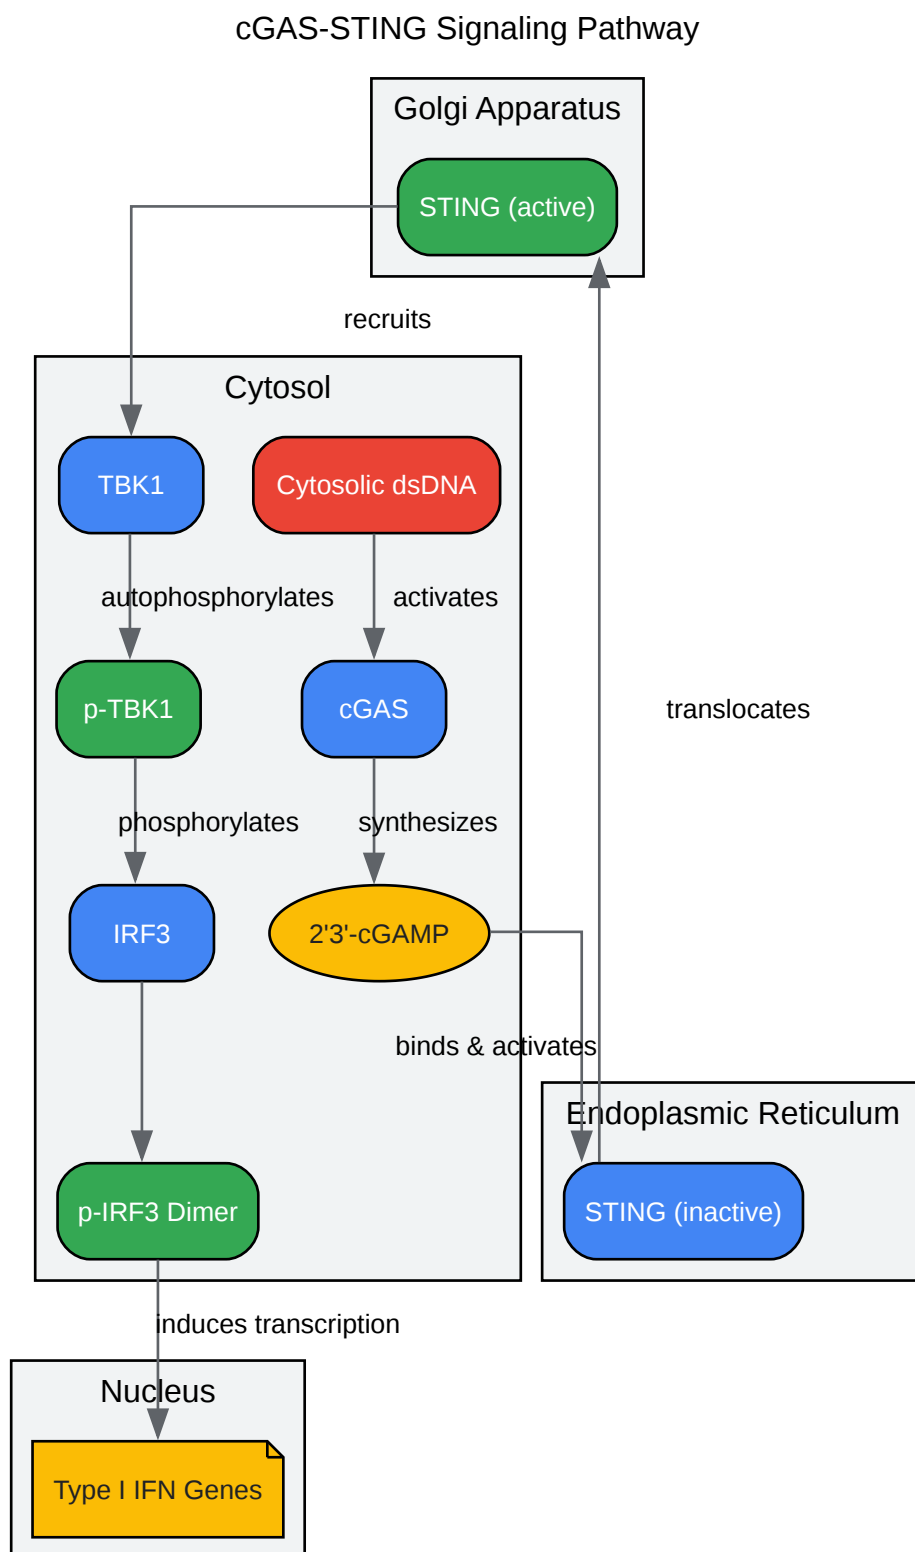 cGAS-STING Signaling Pathway
Golgi Apparatus
STING (active)
recruits
Cytosol
TBK1
Cytosolic dsDNA
autophosphorylates
activates
p-TBK1
cGAS
translocates
phosphorylates
synthesizes
IRF3
2'3'-cGAMP
binds & activates
Endoplasmic Reticulum
p-IRF3 Dimer
STING (inactive)
induces transcription
Nucleus
Type I IFN Genes